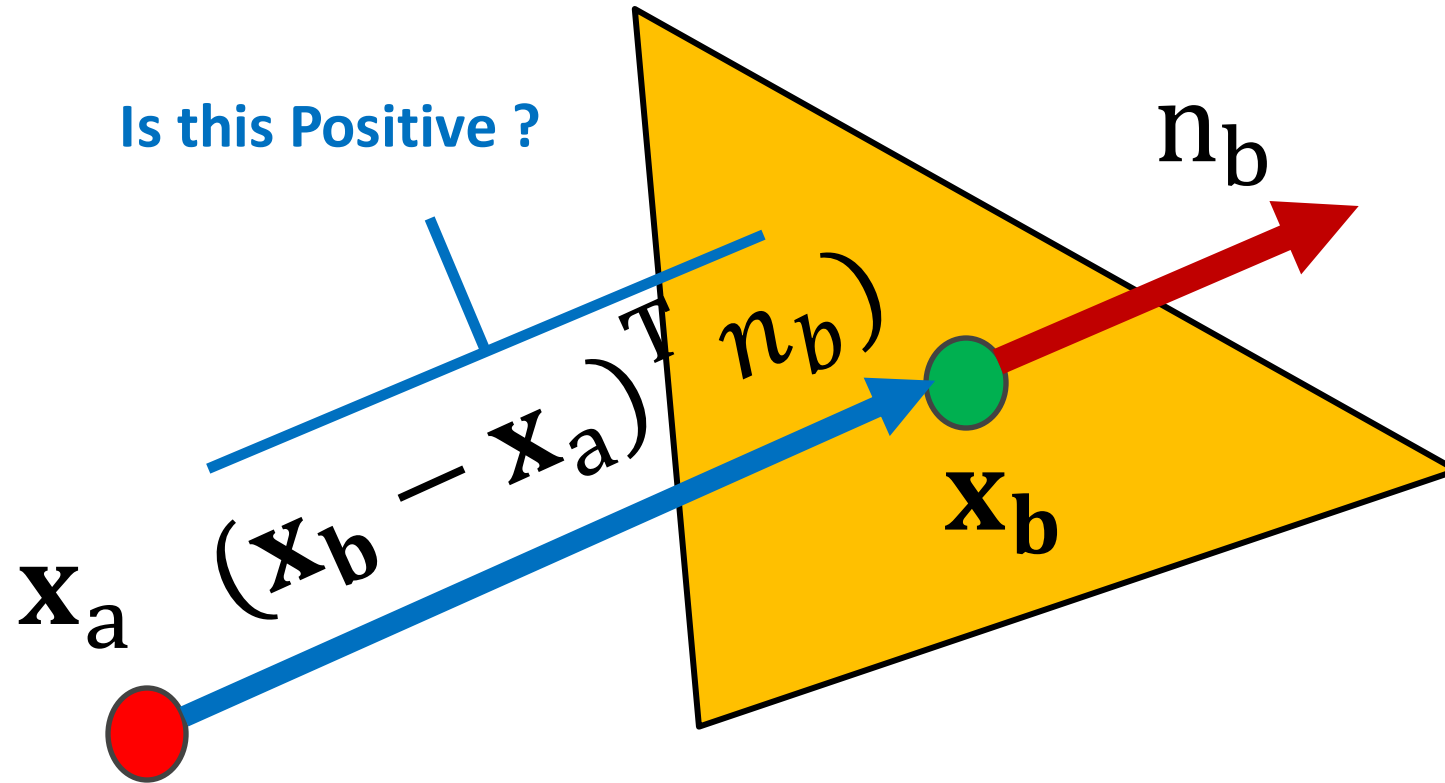 Is this Positive ?
n_b
(x_b − x_a)^T n_b)
x_b
x_a